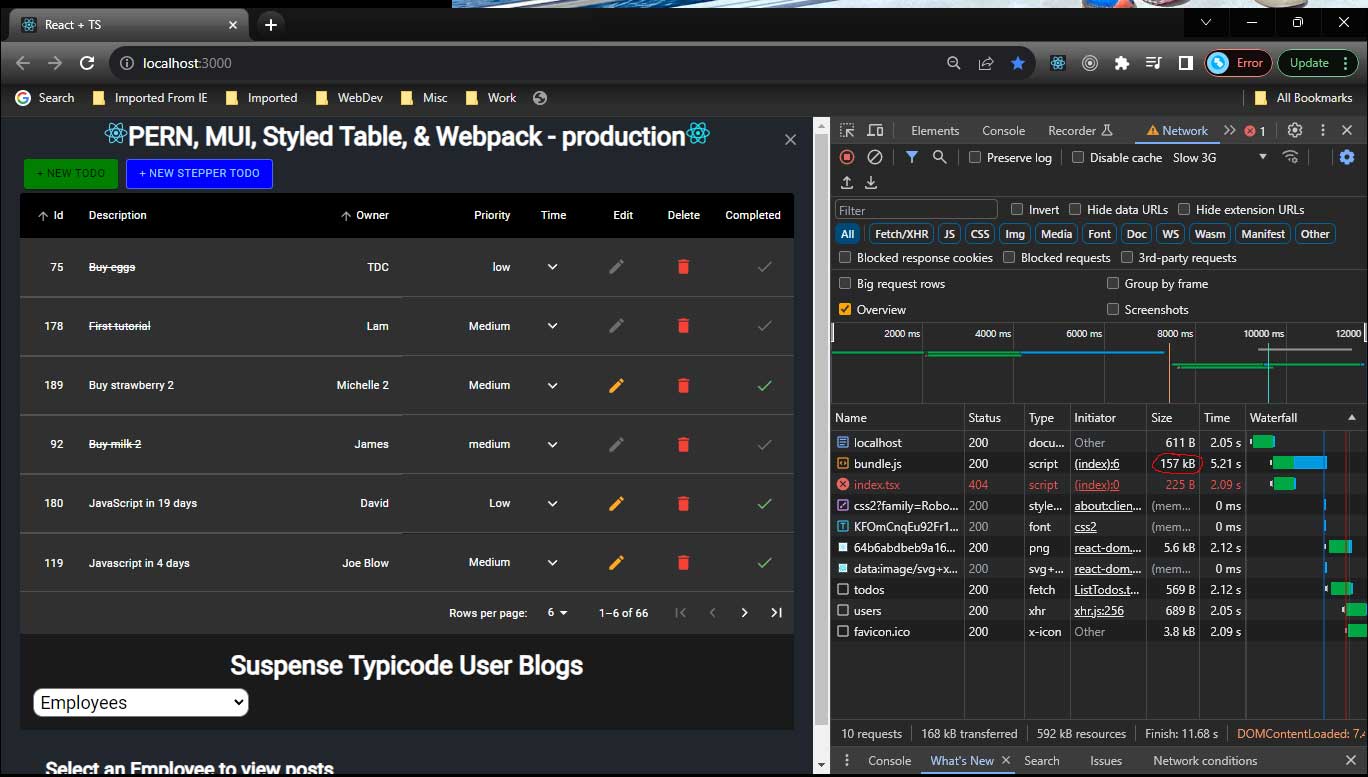 React + TS
localhost:3000
Error
Update
Search
Imported From IE
Imported
WebDev
Misc
Work
All Bookmarks
PERN, MUI, Styled Table, & Webpack - production
+ NEW TODO
+ NEW STEPPER TODO
Id Description Owner Priority Time Edit Delete Completed
75 Buy eggs TDC low
178 First tutorial Lam Medium
189 Buy strawberry 2 Michelle 2 Medium
92 Buy milk 2 James medium
180 JavaScript in 19 days David Low
119 Javascript in 4 days Joe Blow Medium
Rows per page: 6 1–6 of 66
Suspense Typicode User Blogs
Employees
Select an Employee to view posts
Elements Console Recorder Network 1
Preserve log Disable cache Slow 3G
Filter Invert Hide data URLs Hide extension URLs
All Fetch/XHR JS CSS Img Media Font Doc WS Wasm Manifest Other
Blocked response cookies Blocked requests 3rd-party requests
Big request rows Group by frame
Overview Screenshots
2000 ms 4000 ms 6000 ms 8000 ms 10000 ms 12000
Name Status Type Initiator Size Time Waterfall
localhost 200 docu... Other 611 B 2.05 s
bundle.js 200 script (index):6 157 kB 5.21 s
index.tsx 404 script (index):0 225 B 2.09 s
css2?family=Robo... 200 style... about:clien... (mem... 0 ms
KFOmCnqEu92Fr1... 200 font css2 (mem... 0 ms
64b6abdbeb9a16... 200 png react-dom.... 5.6 kB 2.12 s
data:image/svg+x... 200 svg+... react-dom.... (mem... 0 ms
todos 200 fetch ListTodos.t... 569 B 2.12 s
users 200 xhr xhr.js:256 689 B 2.05 s
favicon.ico 200 x-icon Other 3.8 kB 2.09 s
10 requests 168 kB transferred 592 kB resources Finish: 11.68 s DOMContentLoaded: 7.4
Console What's New Search Issues Network conditions